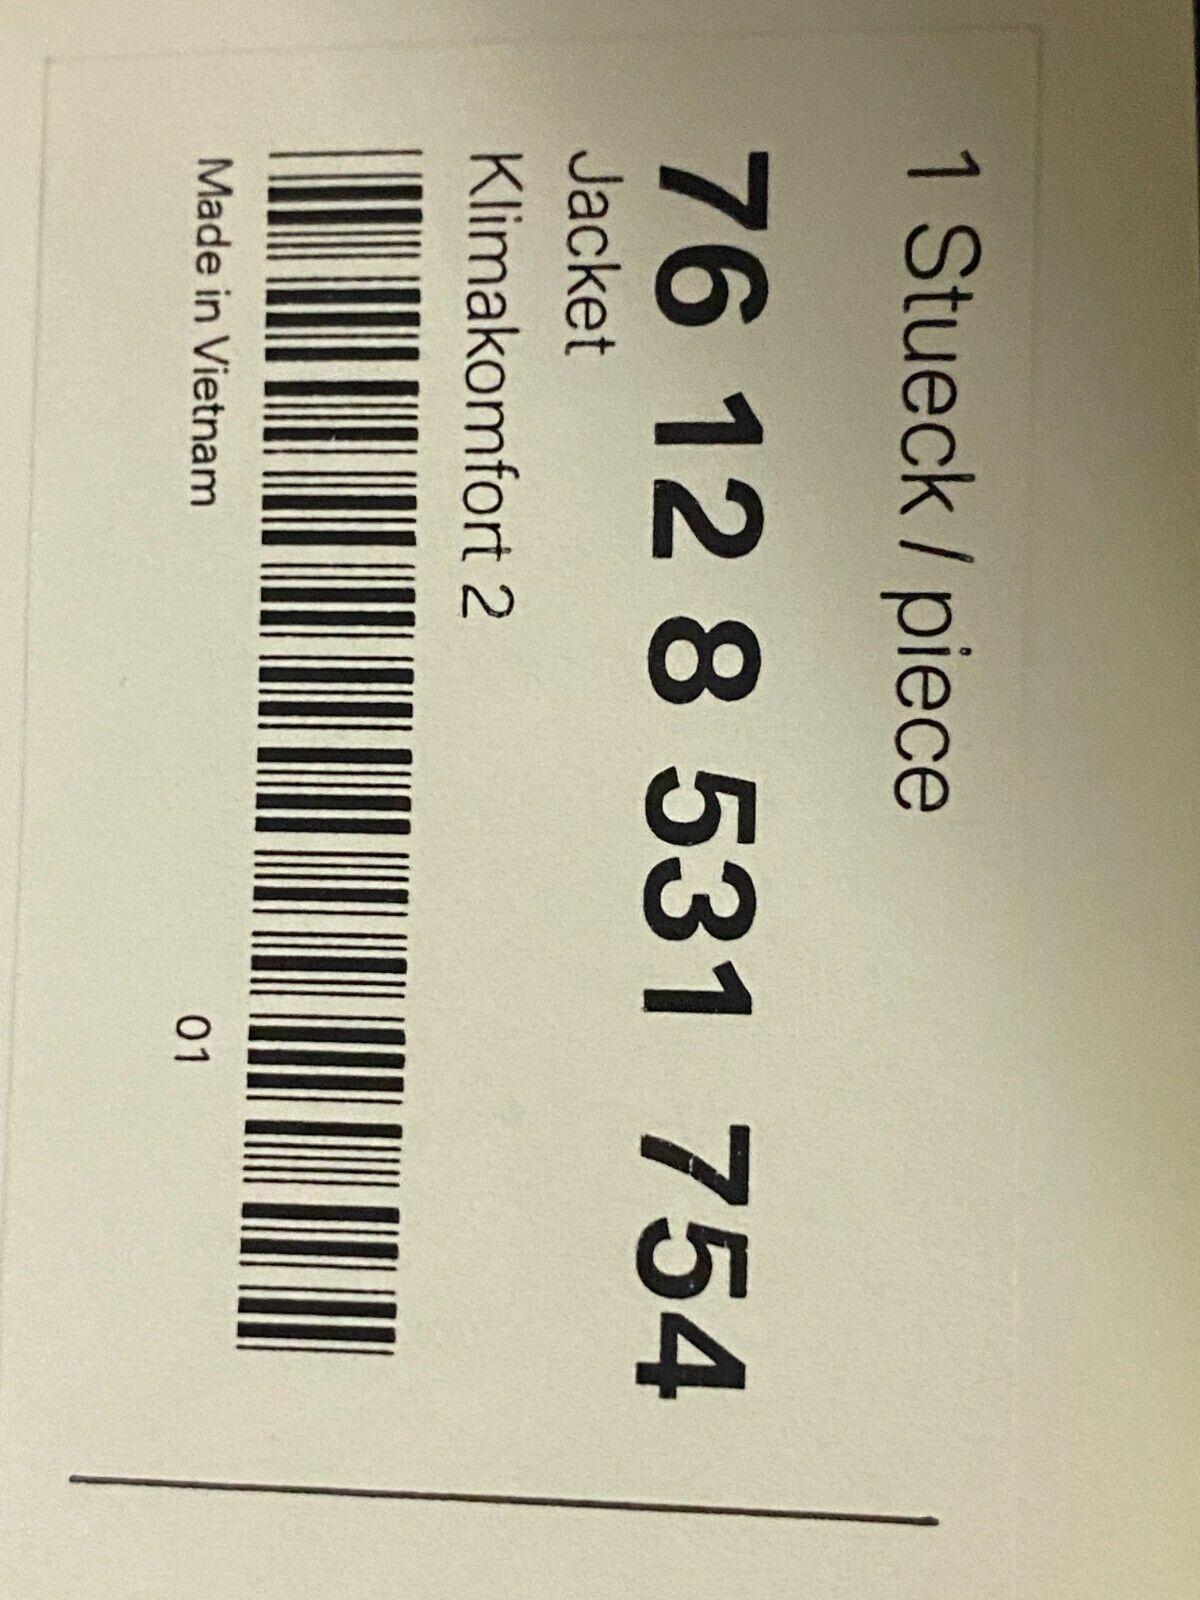 1 Stueck / piece
76 12 8 531 754
Jacket
Klimakomfort 2
Made in Vietnam
01